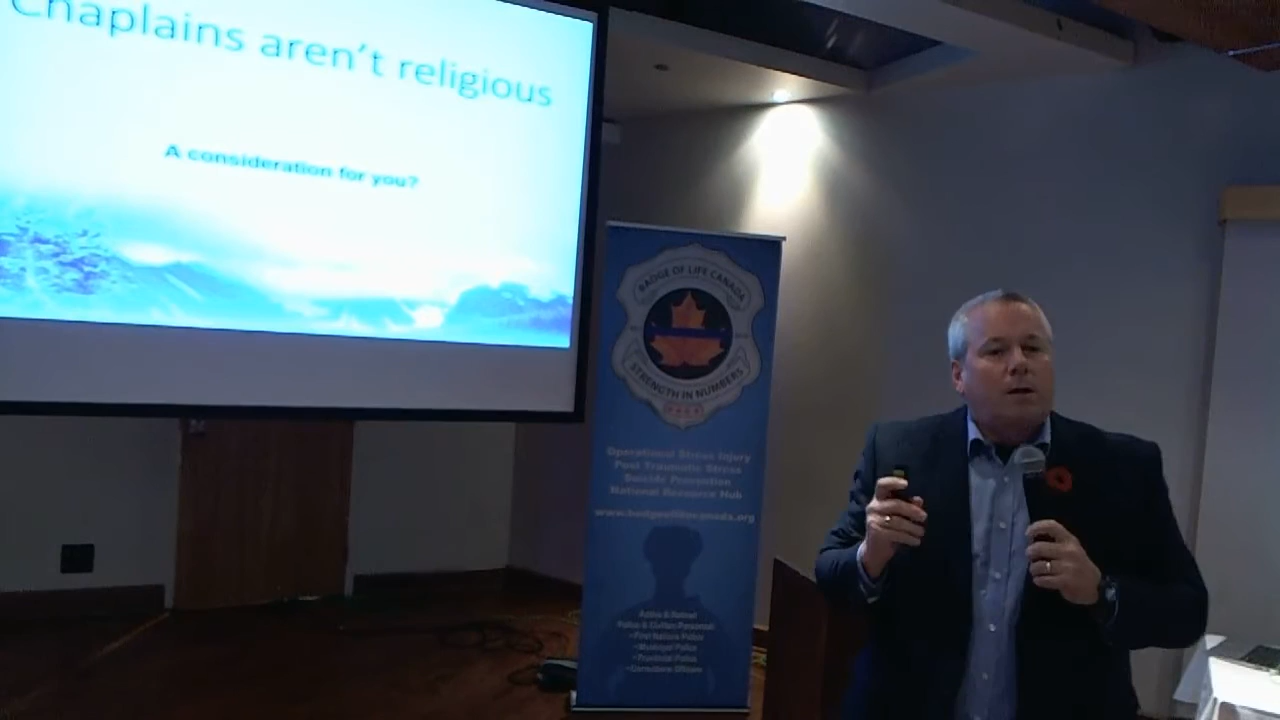 Chaplains aren't religious
A consideration for you?
BADGE OF LIFE CANADA
STRENGTH IN NUMBERS
Operational Stress Injury
Post Traumatic Stress
Suicide Prevention
National Resource Hub
www.badgeoflifecanada.org
Active & Retired
Police & Civilian Personnel
•First Nations Police
•Municipal Police
•Provincial Police
•Corrections Officers